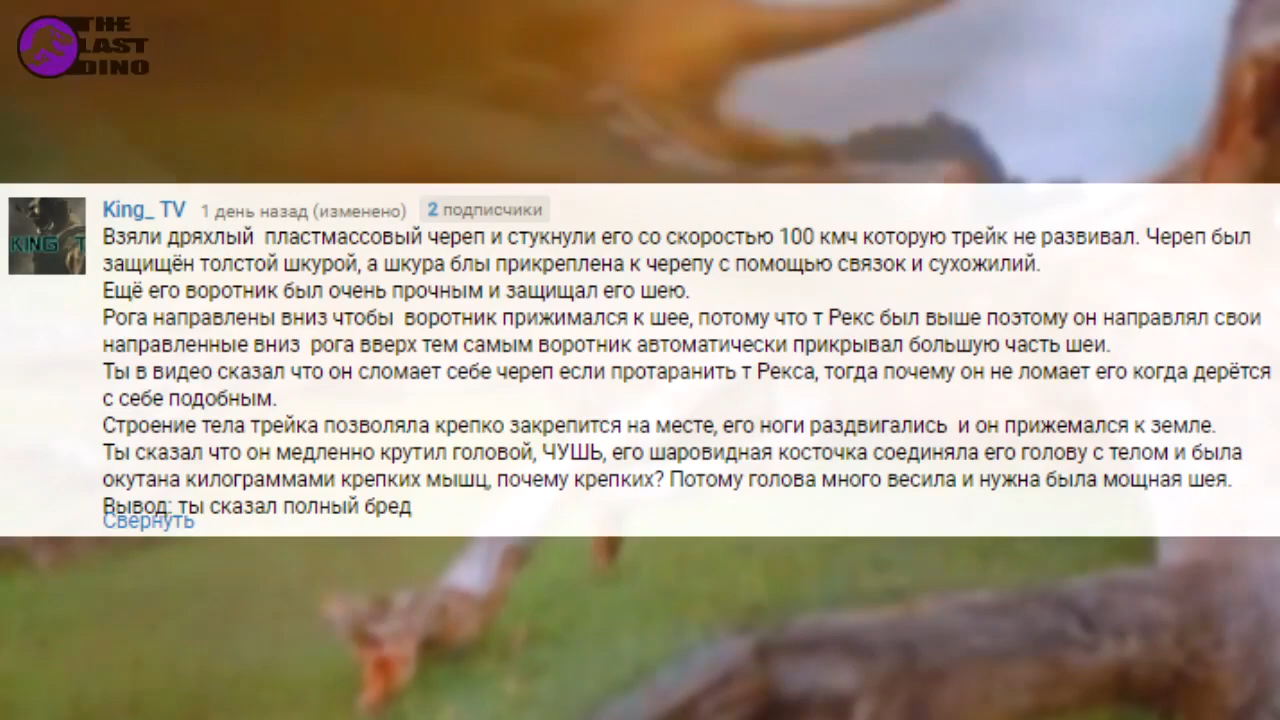 THE
LAST
DINO
King_ TV 1 день назад (изменено) 2 подписчики
KING T
Взяли дряхлый пластмассовый череп и стукнули его со скоростью 100 кмч которую трейк не развивал. Череп был
защищён толстой шкурой, а шкура блы прикреплена к черепу с помощью связок и сухожилий.
Ещё его воротник был очень прочным и защищал его шею.
Рога направлены вниз чтобы воротник прижимался к шее, потому что т Рекс был выше поэтому он направлял свои
направленные вниз рога вверх тем самым воротник автоматически прикрывал большую часть шеи.
Ты в видео сказал что он сломает себе череп если протаранить т Рекса, тогда почему он не ломает его когда дерётся
с себе подобным.
Строение тела трейка позволяла крепко закрепится на месте, его ноги раздвигались и он прижемался к земле.
Ты сказал что он медленно крутил головой, ЧУШЬ, его шаровидная косточка соединяла его голову с телом и была
окутана килограммами крепких мышц, почему крепких? Потому голова много весила и нужна была мощная шея.
Вывод: ты сказал полный бред
Свернуть